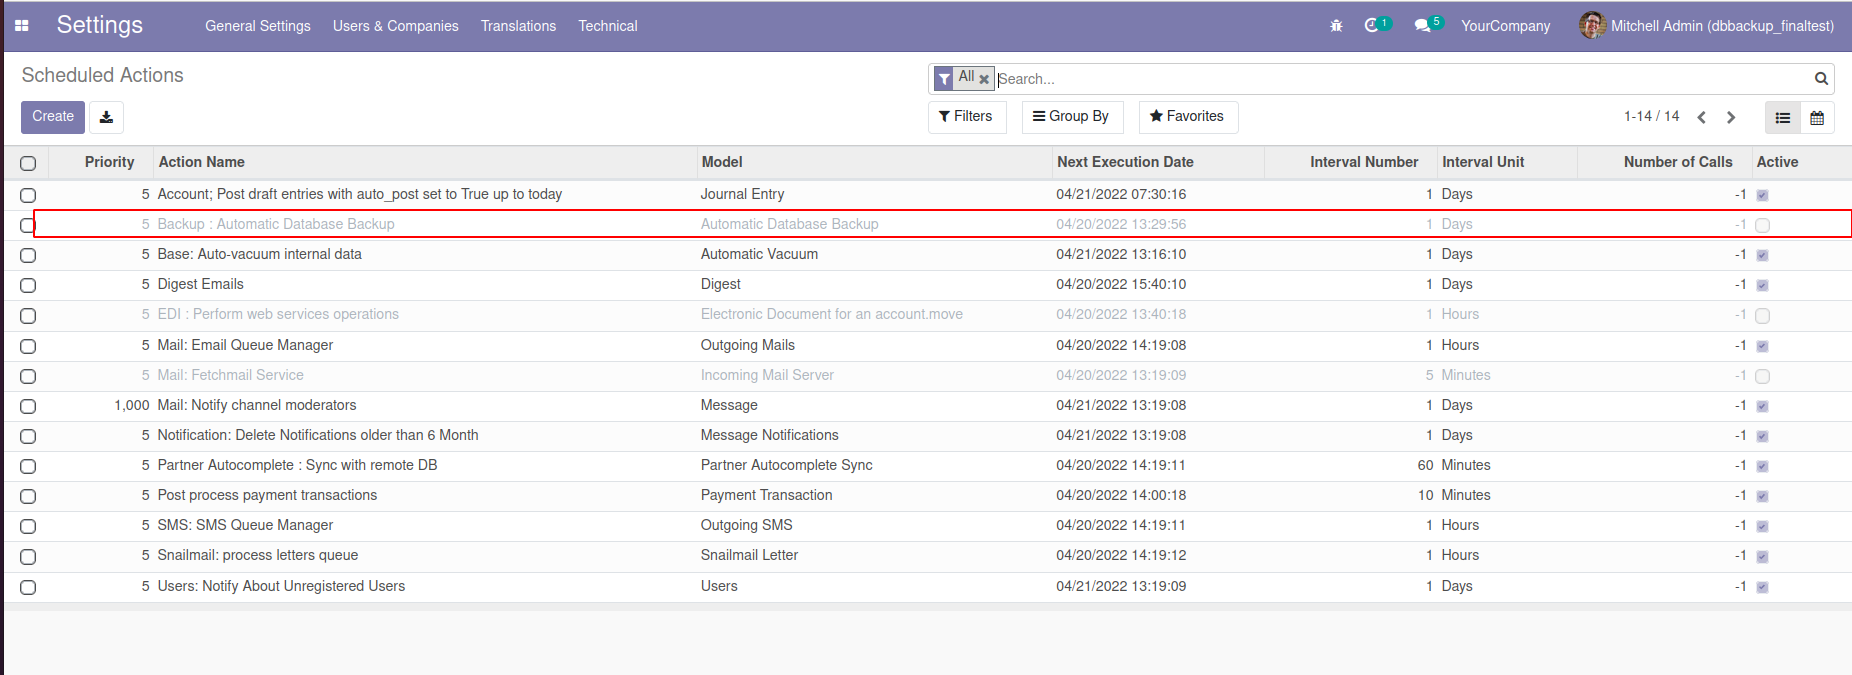 Settings General Settings Users & Companies Translations Technical 1 5 YourCompany Mitchell Admin (dbbackup_finaltest)
Scheduled Actions All Search...
Create Filters Group By Favorites 1-14 / 14
Priority Action Name Model Next Execution Date Interval Number Interval Unit Number of Calls Active
5 Account; Post draft entries with auto_post set to True up to today Journal Entry 04/21/2022 07:30:16 1 Days -1
5 Backup : Automatic Database Backup Automatic Database Backup 04/20/2022 13:29:56 1 Days -1
5 Base: Auto-vacuum internal data Automatic Vacuum 04/21/2022 13:16:10 1 Days -1
5 Digest Emails Digest 04/20/2022 15:40:10 1 Days -1
5 EDI : Perform web services operations Electronic Document for an account.move 04/20/2022 13:40:18 1 Hours -1
5 Mail: Email Queue Manager Outgoing Mails 04/20/2022 14:19:08 1 Hours -1
5 Mail: Fetchmail Service Incoming Mail Server 04/20/2022 13:19:09 5 Minutes -1
1,000 Mail: Notify channel moderators Message 04/21/2022 13:19:08 1 Days -1
5 Notification: Delete Notifications older than 6 Month Message Notifications 04/21/2022 13:19:08 1 Days -1
5 Partner Autocomplete : Sync with remote DB Partner Autocomplete Sync 04/20/2022 14:19:11 60 Minutes -1
5 Post process payment transactions Payment Transaction 04/20/2022 14:00:18 10 Minutes -1
5 SMS: SMS Queue Manager Outgoing SMS 04/20/2022 14:19:11 1 Hours -1
5 Snailmail: process letters queue Snailmail Letter 04/20/2022 14:19:12 1 Hours -1
5 Users: Notify About Unregistered Users Users 04/21/2022 13:19:09 1 Days -1